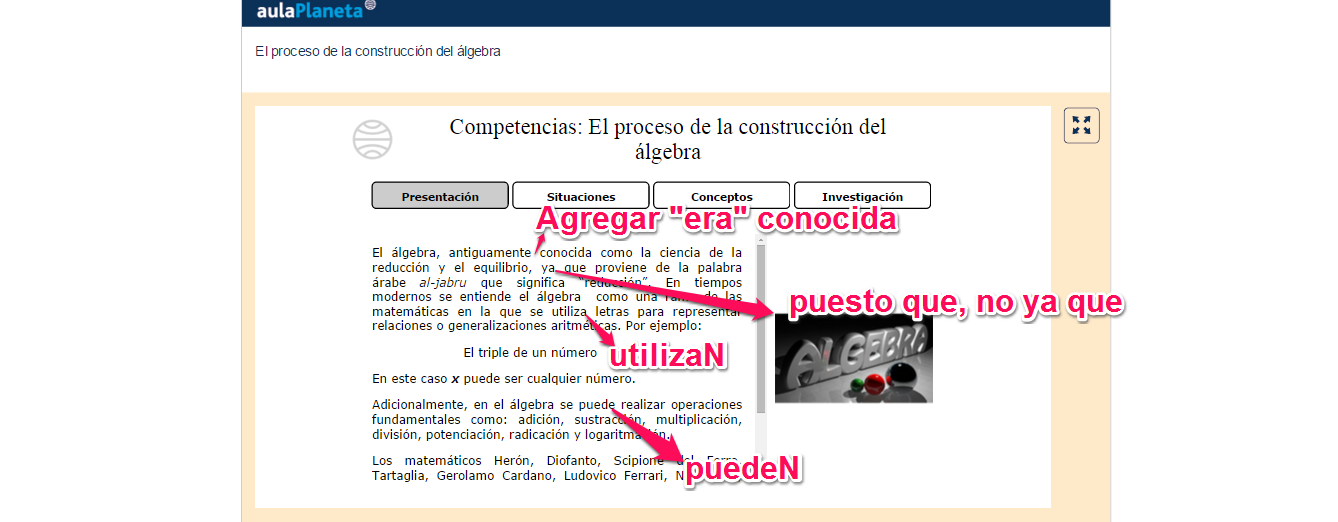 aulaPlaneta
El proceso de la construcción del álgebra
Competencias: El proceso de la construcción del
álgebra
Presentación
Situaciones
Conceptos
Investigación
Agregar "era" conocida
El álgebra, antiguamente conocida como la ciencia de la
reducción y el equilibrio, ya que proviene de la palabra
árabe al-jabru que significa “reducción”. En tiempos
modernos se entiende el álgebra como una rama de las
matemáticas en la que se utiliza letras para representar
relaciones o generalizaciones aritméticas. Por ejemplo:
puesto que, no ya que
ALGEBRA
El triple de un número
utilizaN
En este caso x puede ser cualquier número.
Adicionalmente, en el álgebra se puede realizar operaciones
fundamentales como: adición, sustracción, multiplicación,
división, potenciación, radicación y logaritmación.
puedeN
Los matemáticos Herón, Diofanto, Scipione del Ferro,
Tartaglia, Gerolamo Cardano, Ludovico Ferrari,